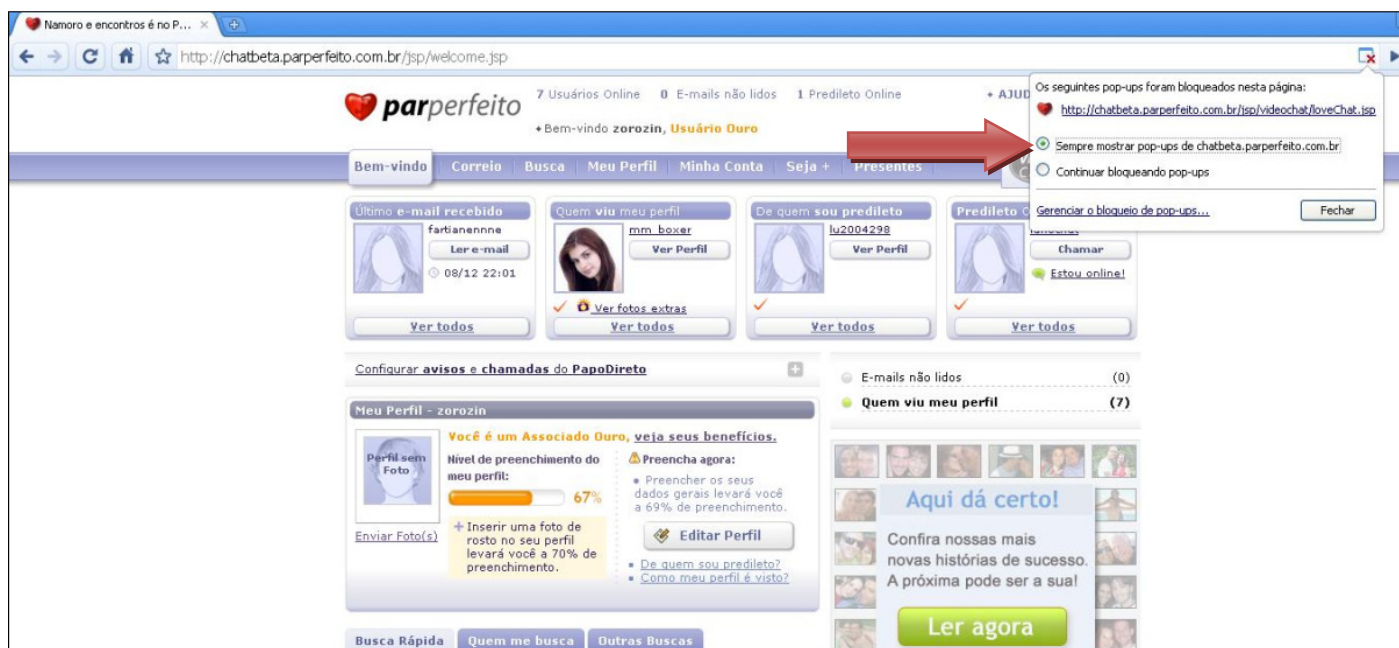 Namoro e encontros é no P...
http://chatbeta.parperfeito.com.br/jsp/welcome.jsp
Os seguintes pop-ups foram bloqueados nesta página:
http://chatbeta.parperfeito.com.br/jsp/videochat/loveChat.jsp
Sempre mostrar pop-ups de chatbeta.parperfeito.com.br
Continuar bloqueando pop-ups
Gerenciar o bloqueio de pop-ups...
Fechar
parperfeito
7 Usuários Online 0 E-mails não lidos 1 Predileto Online
+ AJUD
+Bem-vindo zorozin, Usuário Ouro
Bem-vindo Correio Busca Meu Perfil Minha Conta Seja + Presentes
Último e-mail recebido
fartianennne
Ler e-mail
08/12 22:01
Ver todos
Quem viu meu perfil
mm_boxer
Ver Perfil
Ver fotos extras
Ver todos
De quem sou predileto
lu2004298
Ver Perfil
Ver todos
Predileto
Chamar
Estou online!
Ver todos
Configurar avisos e chamadas do PapoDireto
E-mails não lidos (0)
Quem viu meu perfil (7)
Meu Perfil - zorozin
Perfil sem
Foto
Enviar Foto(s)
Você é um Associado Ouro, veja seus benefícios.
Nível de preenchimento do
meu perfil:
67%
+ Inserir uma foto de
rosto no seu perfil
levará você a 70% de
preenchimento.
Preencha agora:
Preencher os seus
dados gerais levará você
a 69% de preenchimento.
Editar Perfil
De quem sou predileto?
Como meu perfil é visto?
Aqui dá certo!
Confira nossas mais
novas histórias de sucesso.
A próxima pode ser a sua!
Ler agora
Busca Rápida Quem me busca Outras Buscas